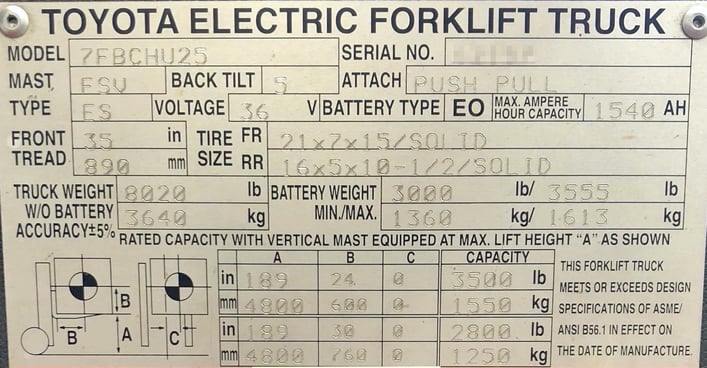 TOYOTA ELECTRIC FORKLIFT TRUCK
MODEL 7FBCHU25 SERIAL NO.
MAST FSV BACK TILT 5 ATTACH PUSH PULL
TYPE ES VOLTAGE 36 V BATTERY TYPE EO MAX. AMPERE HOUR CAPACITY 1540 AH
FRONT TREAD 35 in TIRE SIZE FR 21x7x15/SOLID
890 mm RR 16x5x10-1/2/SOLID
TRUCK WEIGHT W/O BATTERY ACCURACY±5% 8020 lb BATTERY WEIGHT MIN./MAX. 3000 lb/ 3555 lb
3640 kg 1360 kg/ 1613 kg
RATED CAPACITY WITH VERTICAL MAST EQUIPPED AT MAX. LIFT HEIGHT "A" AS SHOWN
A B C CAPACITY
in 189 24 0 3500 lb
mm 4800 600 0 1550 kg
in 189 30 0 2800 lb
mm 4800 760 0 1250 kg
B
B A C
THIS FORKLIFT TRUCK
MEETS OR EXCEEDS DESIGN
SPECIFICATIONS OF ASME/
ANSI B56.1 IN EFFECT ON
THE DATE OF MANUFACTURE.